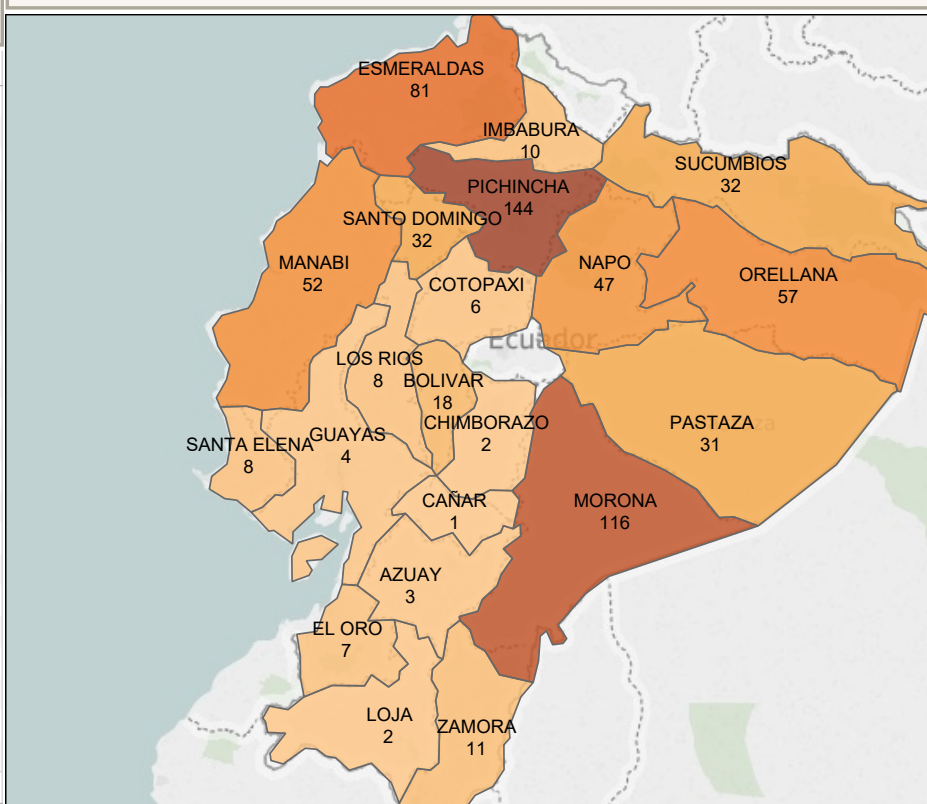 ESMERALDAS
81
IMBABURA
10
SUCUMBIOS
32
PICHINCHA
144
SANTO DOMINGO
32
MANABI
52
COTOPAXI
6
NAPO
47
ORELLANA
57
Ecuador
LOS RIOS
8
BOLIVAR
18
CHIMBORAZO
2
PASTAZA
31
SANTA ELENA
8
GUAYAS
4
CAÑAR
1
MORONA
116
AZUAY
3
EL ORO
7
LOJA
2
ZAMORA
11